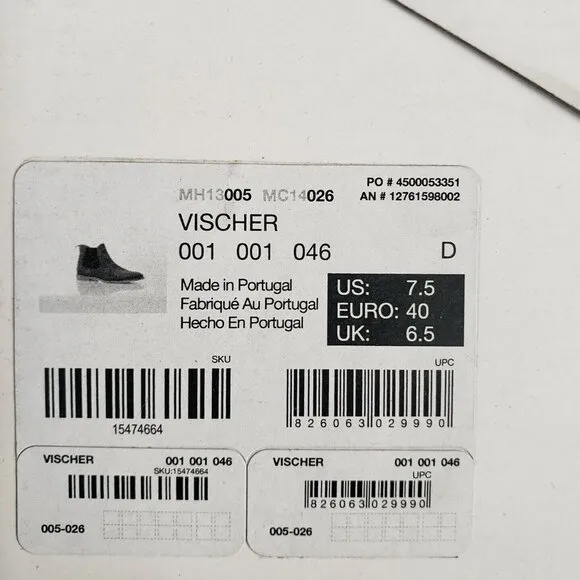 MH13005 MC14026
PO # 4500053351
AN # 12761598002
VISCHER
001 001 046 D
Made in Portugal
Fabriqué Au Portugal
Hecho En Portugal
US: 7.5
EURO: 40
UK: 6.5
SKU
15474664
UPC
826063029990
VISCHER 001 001 046
SKU:15474664
005-026
VISCHER 001 001 046
UPC
826063029990
005-026